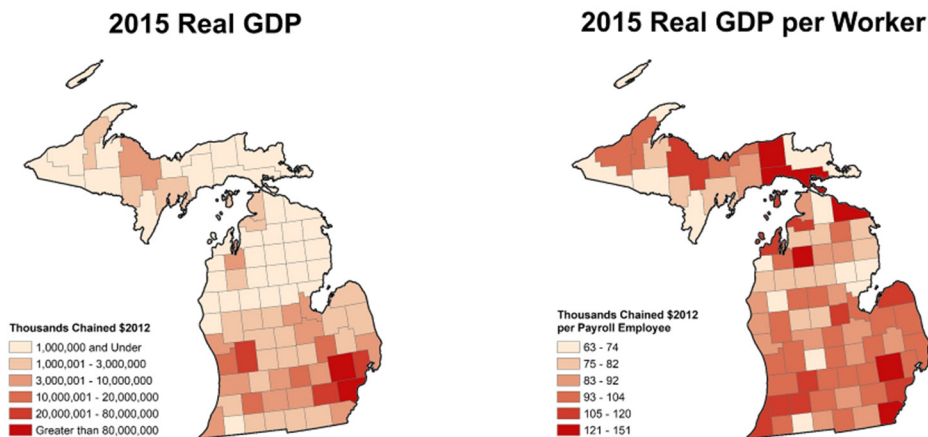 2015 Real GDP
Thousands Chained $2012
1,000,000 and Under
1,000,001 - 3,000,000
3,000,001 - 10,000,000
10,000,001 - 20,000,000
20,000,001 - 80,000,000
Greater than 80,000,000
2015 Real GDP per Worker
Thousands Chained $2012
per Payroll Employee
63 - 74
75 - 82
83 - 92
93 - 104
105 - 120
121 - 151